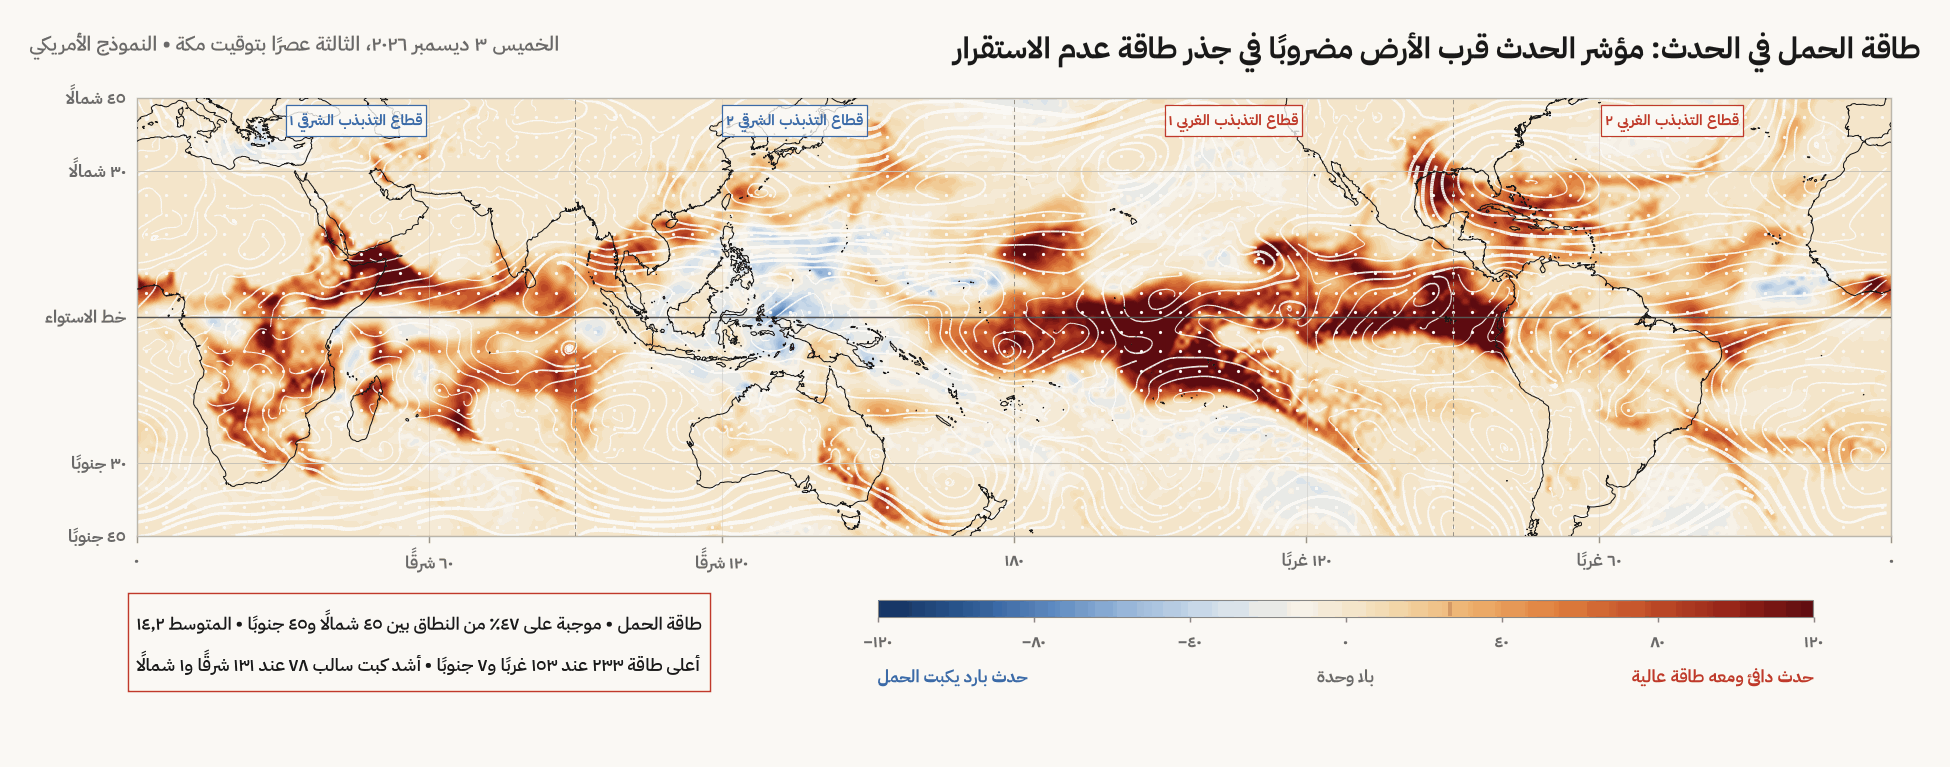 طاقة الحمل في الحدث: مؤشر الحدث قرب الأرض مضروبًا في جذر طاقة عدم الاستقرار
الخميس ٣ ديسمبر ٢٠٢٦، الثالثة عصرًا بتوقيت مكة • النموذج الأمريكي
قطاع التذبذب الشرقي ١
قطاع التذبذب الشرقي ٢
قطاع التذبذب الغربي ١
قطاع التذبذب الغربي ٢
٤٥ شمالًا
٣٠ شمالًا
خط الاستواء
٣٠ جنوبًا
٤٥ جنوبًا
٠
٦٠ شرقًا
١٢٠ شرقًا
١٨٠
١٢٠ غربًا
٦٠ غربًا
٠
−١٢٠
−٨٠
−٤٠
٠
٤٠
٨٠
١٢٠
حدث بارد يكبت الحمل
بلا وحدة
حدث دافئ ومعه طاقة عالية
طاقة الحمل • موجبة على ٤٧٪ من النطاق بين ٤٥ شمالًا و٤٥ جنوبًا • المتوسط ١٤٫٢
أعلى طاقة ٢٣٣ عند ١٥٣ غربًا و٧ جنوبًا • أشد كبت سالب ٧٨ عند ١٣١ شرقًا و١ شمالًا